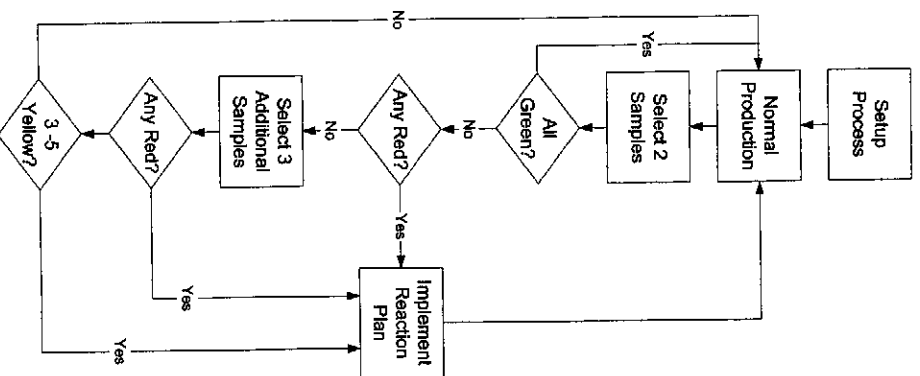 Setup
Process
Normal
Production
Select 2
Samples
All
Green?
Yes
No
Any Red?
Yes
No
Select 3
Additional
Samples
Any Red?
Yes
3 -5
Yellow?
No
Yes
Implement
Reaction
Plan